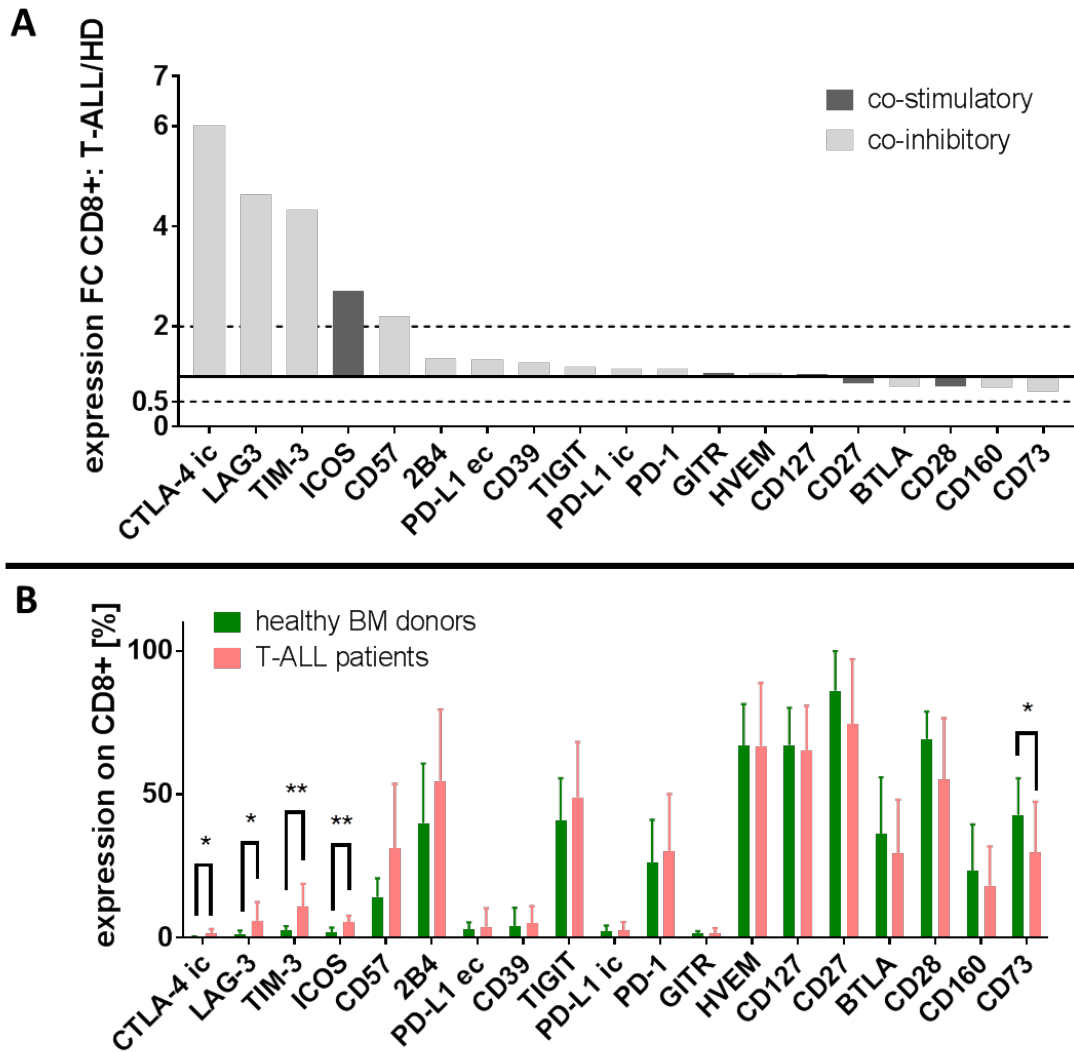 A
expression FC CD8+: T-ALL/HD
7
6
4
2
0.5
0
co-stimulatory
co-inhibitory
CTLA-4 ic
LAG3
TIM-3
ICOS
CD57
2B4
PD-L1 ec
CD39
TIGIT
PD-L1 ic
PD-1
GITR
HVEM
CD127
CD27
BTLA
CD28
CD160
CD73
B
expression on CD8+ [%]
healthy BM donors
T-ALL patients
100
50
0
*
*
**
**
*
CTLA-4 ic
LAG-3
TIM-3
ICOS
CD57
2B4
PD-L1 ec
CD39
TIGIT
PD-L1 ic
PD-1
GITR
HVEM
CD127
CD27
BTLA
CD28
CD160
CD73